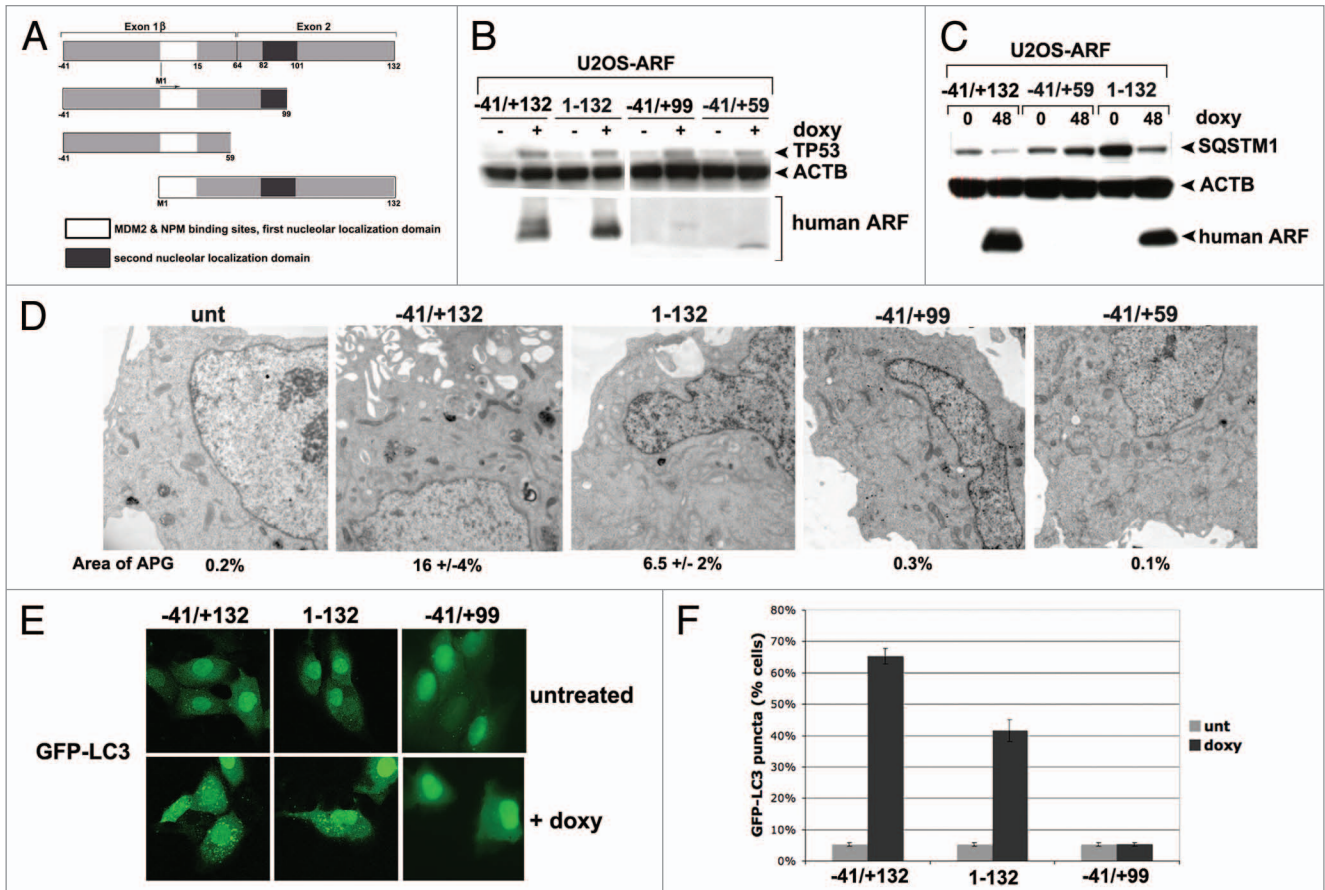 A
Exon 1β Exon 2
-41 15 64 82 101 132
M1
-41 99
-41 59
M1 132
MDM2 & NPM binding sites, first nucleolar localization domain
second nucleolar localization domain
B
U2OS-ARF
-41/+132 1-132 -41/+99 -41/+59
- + - + - + - + doxy
TP53
ACTB
human ARF
C
U2OS-ARF
-41/+132 -41/+59 1-132
0 48 0 48 0 48 doxy
SQSTM1
ACTB
human ARF
D
unt -41/+132 1-132 -41/+99 -41/+59
Area of APG 0.2% 16 +/-4% 6.5 +/- 2% 0.3% 0.1%
E
-41/+132 1-132 -41/+99
untreated
GFP-LC3
+ doxy
F
GFP-LC3 puncta (% cells)
80%
70%
60%
50%
40%
30%
20%
10%
0%
-41/+132 1-132 -41/+99
unt
doxy